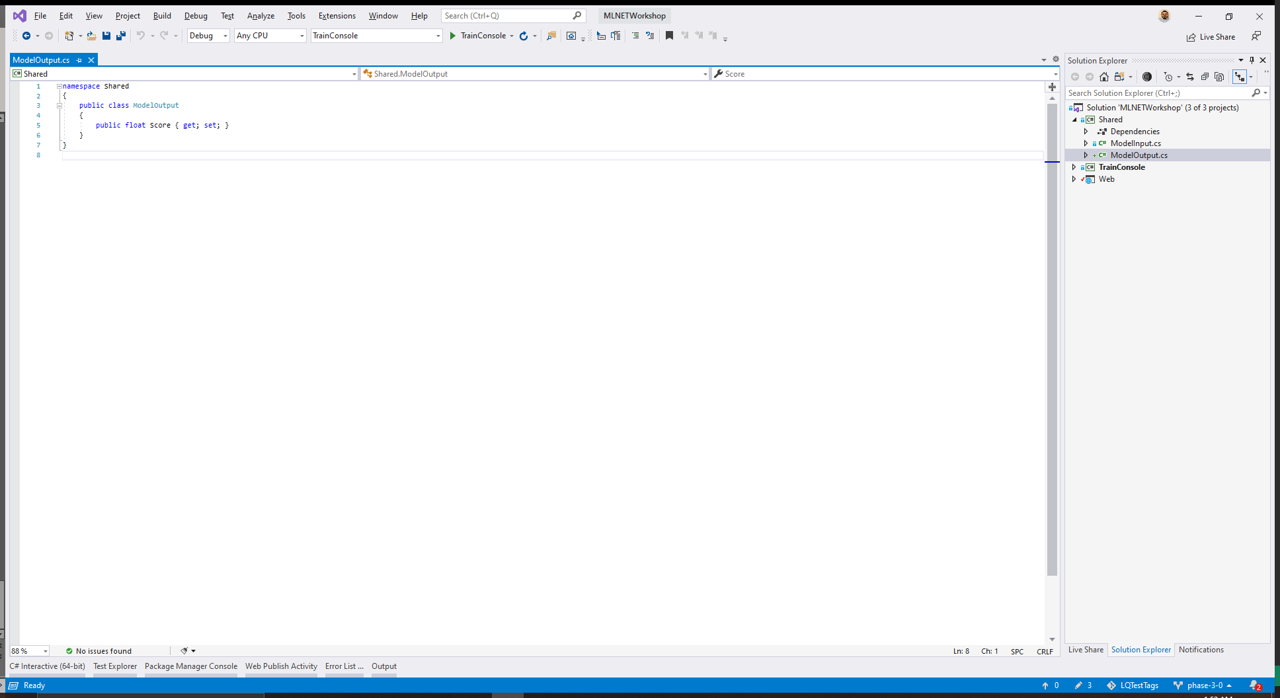 File Edit View Project Build Debug Test Analyze Tools Extensions Window Help Search (Ctrl+Q) MLNETWorkshop
Debug Any CPU TrainConsole TrainConsole Live Share
ModelOutput.cs
Shared Shared.ModelOutput Score
1 namespace Shared
2 {
3 public class ModelOutput
4 {
5 public float Score { get; set; }
6 }
7 }
8
Solution Explorer
Search Solution Explorer (Ctrl+;)
Solution 'MLNETWorkshop' (3 of 3 projects)
C# Shared
Dependencies
C# ModelInput.cs
C# ModelOutput.cs
C# TrainConsole
Web
88 % No issues found Ln: 8 Ch: 1 SPC CRLF
Live Share Solution Explorer Notifications
C# Interactive (64-bit) Test Explorer Package Manager Console Web Publish Activity Error List ... Output
Ready 0 3 LQTestTags phase-3-0 2